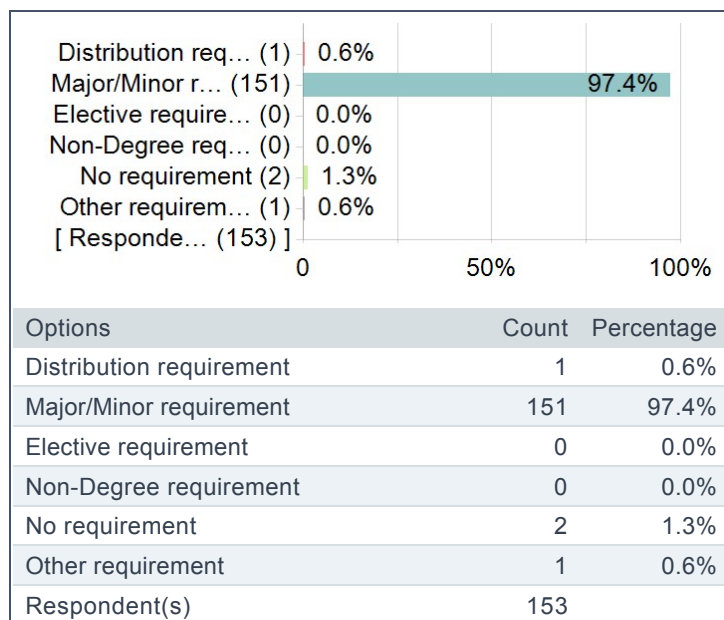 Distribution req... (1) 0.6%
Major/Minor r... (151) 97.4%
Elective require... (0) 0.0%
Non-Degree req... (0) 0.0%
No requirement (2) 1.3%
Other requirem... (1) 0.6%
[ Responde... (153) ]
0 50% 100%
Options Count Percentage
Distribution requirement 1 0.6%
Major/Minor requirement 151 97.4%
Elective requirement 0 0.0%
Non-Degree requirement 0 0.0%
No requirement 2 1.3%
Other requirement 1 0.6%
Respondent(s) 153